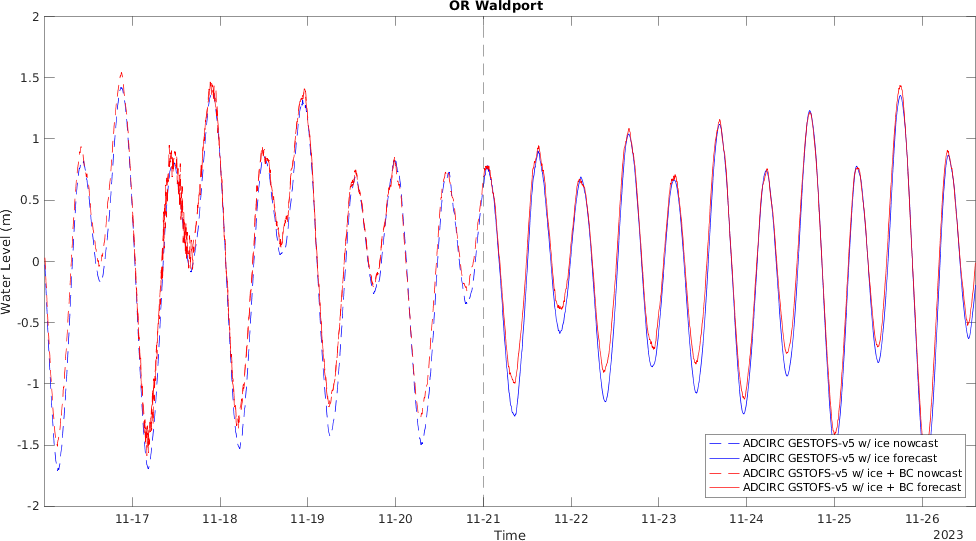 OR Waldport
2
1.5
1
0.5
0
-0.5
-1
-1.5
-2
Water Level (m)
ADCIRC GESTOFS-v5 w/ ice nowcast
ADCIRC GESTOFS-v5 w/ ice forecast
ADCIRC GSTOFS-v5 w/ ice + BC nowcast
ADCIRC GSTOFS-v5 w/ ice + BC forecast
11-17 11-18 11-19 11-20 11-21 11-22 11-23 11-24 11-25 11-26
Time
2023